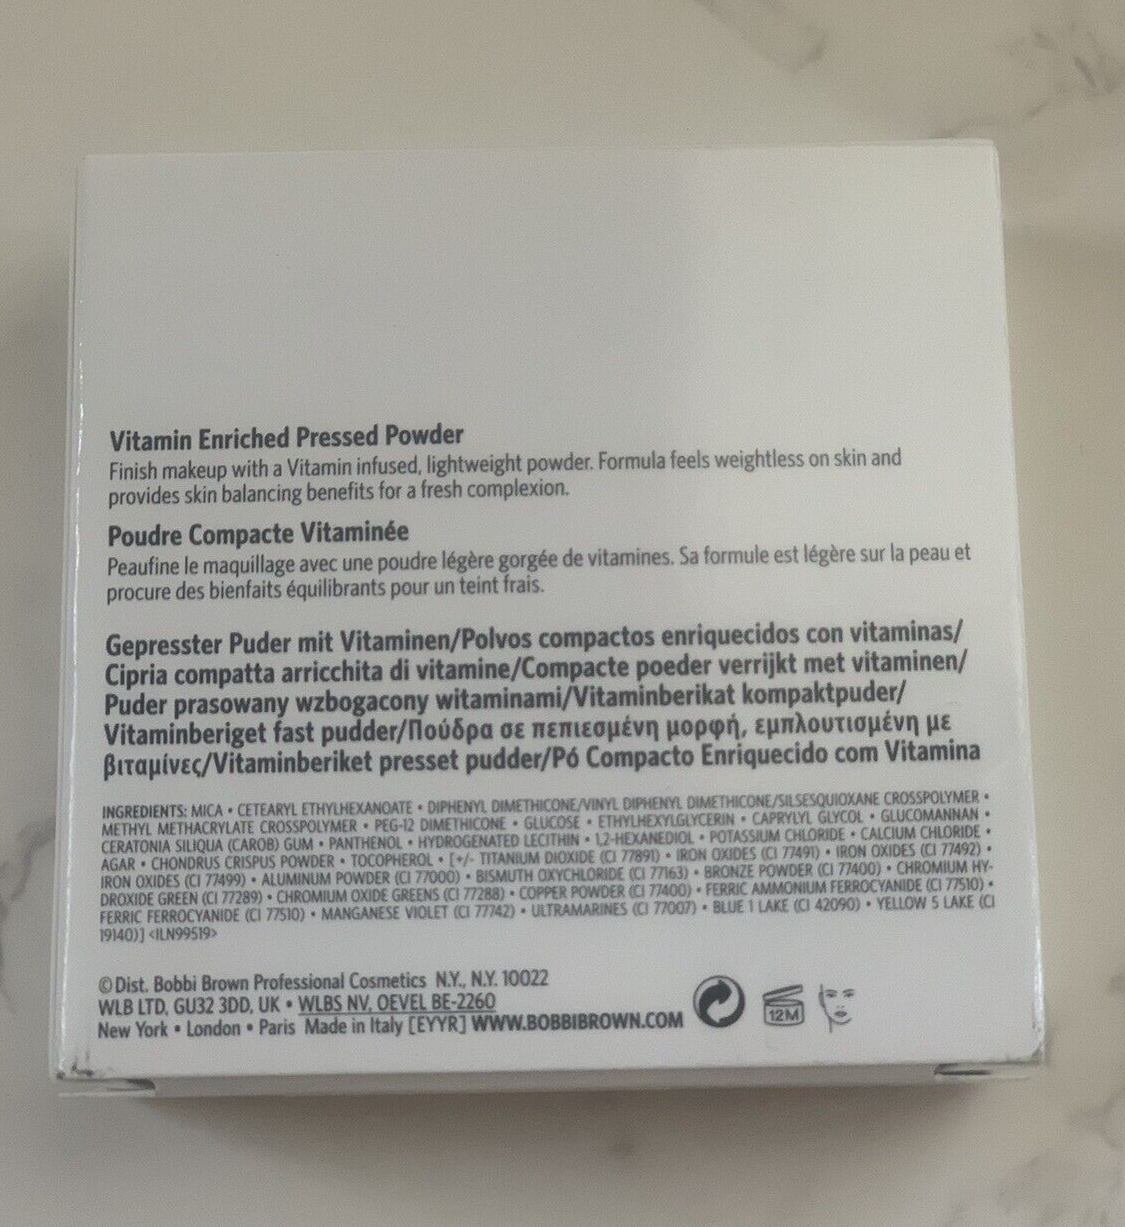 Vitamin Enriched Pressed Powder
Finish makeup with a Vitamin infused, lightweight powder. Formula feels weightless on skin and
provides skin balancing benefits for a fresh complexion.
Poudre Compacte Vitaminée
Peaufine le maquillage avec une poudre légère gorgée de vitamines. Sa formule est légère sur la peau et
procure des bienfaits équilibrants pour un teint frais.
Gepresster Puder mit Vitaminen/Polvos compactos enriquecidos con vitaminas/
Cipria compatta arricchita di vitamine/Compacte poeder verrijkt met vitaminen/
Puder prasowany wzbogacony witaminami/Vitaminberikat kompaktpuder/
Vitaminberiget fast pudder/Πούδρα σε πεπιεσμένη μορφή, εμπλουτισμένη με
βιταμίνες/Vitaminberiket presset pudder/Pó Compacto Enriquecido com Vitamina
INGREDIENTS: MICA • CETEARYL ETHYLHEXANOATE • DIPHENYL DIMETHICONE/VINYL DIPHENYL DIMETHICONE/SILSESQUIOXANE CROSSPOLYMER •
METHYL METHACRYLATE CROSSPOLYMER • PEG-12 DIMETHICONE • GLUCOSE • ETHYLHEXYLGLYCERIN • CAPRYLYL GLYCOL • GLUCOMANNAN •
CERATONIA SILIQUA (CAROB) GUM • PANTHENOL • HYDROGENATED LECITHIN • 1,2-HEXANEDIOL • POTASSIUM CHLORIDE • CALCIUM CHLORIDE •
AGAR • CHONDRUS CRISPUS POWDER • TOCOPHEROL • [+/- TITANIUM DIOXIDE (CI 77891) • IRON OXIDES (CI 77491) • IRON OXIDES (CI 77492) •
IRON OXIDES (CI 77499) • ALUMINUM POWDER (CI 77000) • BISMUTH OXYCHLORIDE (CI 77163) • BRONZE POWDER (CI 77400) • CHROMIUM HY-
DROXIDE GREEN (CI 77289) • CHROMIUM OXIDE GREENS (CI 77288) • COPPER POWDER (CI 77400) • FERRIC AMMONIUM FERROCYANIDE (CI 77510) •
FERRIC FERROCYANIDE (CI 77510) • MANGANESE VIOLET (CI 77742) • ULTRAMARINES (CI 77007) • BLUE 1 LAKE (CI 42090) • YELLOW 5 LAKE (CI
19140)] <ILN99519>
© Dist. Bobbi Brown Professional Cosmetics N.Y., N.Y. 10022
WLB LTD, GU32 3DD, UK • WLBS NV, OEVEL BE-2260
New York • London • Paris Made in Italy [EYYR] WWW.BOBBIBROWN.COM
12M